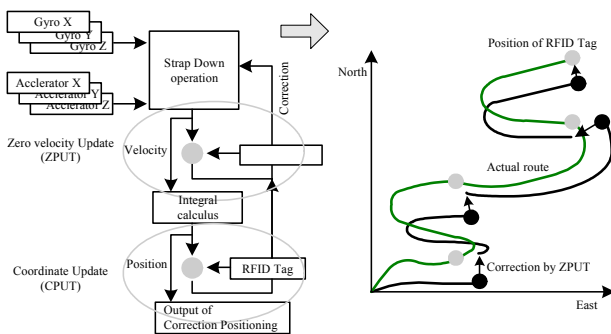 Gyro X
Gyro Y
Gyro Z
Strap Down
operation
Accelerator X
Accelerator Y
Accelerator Z
Correction
Zero velocity Update
(ZPUT)
Velocity
Integral
calculus
Coordinate Update
(CPUT)
Position
RFID Tag
Output of
Correction Positioning
North
Position of RFID Tag
Actual route
Correction by ZPUT
East